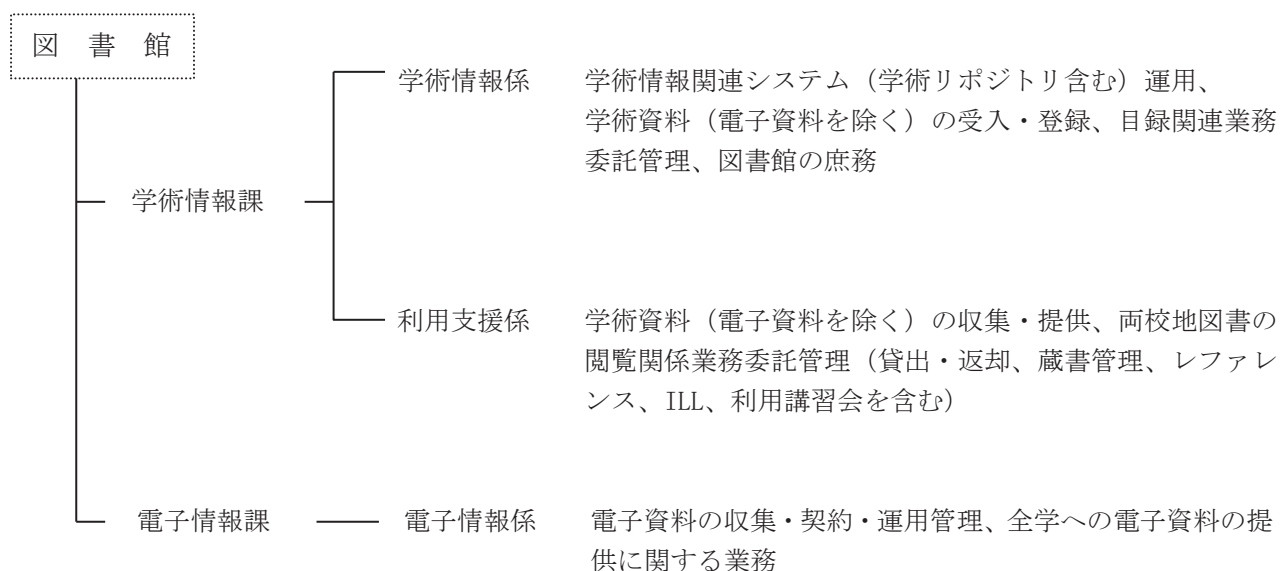 図 書 館
学術情報係 学術情報関連システム（学術リポジトリ含む）運用、
学術資料（電子資料を除く）の受入・登録、目録関連業務
委託管理、図書館の庶務
学術情報課
利用支援係 学術資料（電子資料を除く）の収集・提供、両校地図書の
閲覧関係業務委託管理（貸出・返却、蔵書管理、レファレ
ンス、ILL、利用講習会を含む）
電子情報課 電子情報係 電子資料の収集・契約・運用管理、全学への電子資料の提
供に関する業務